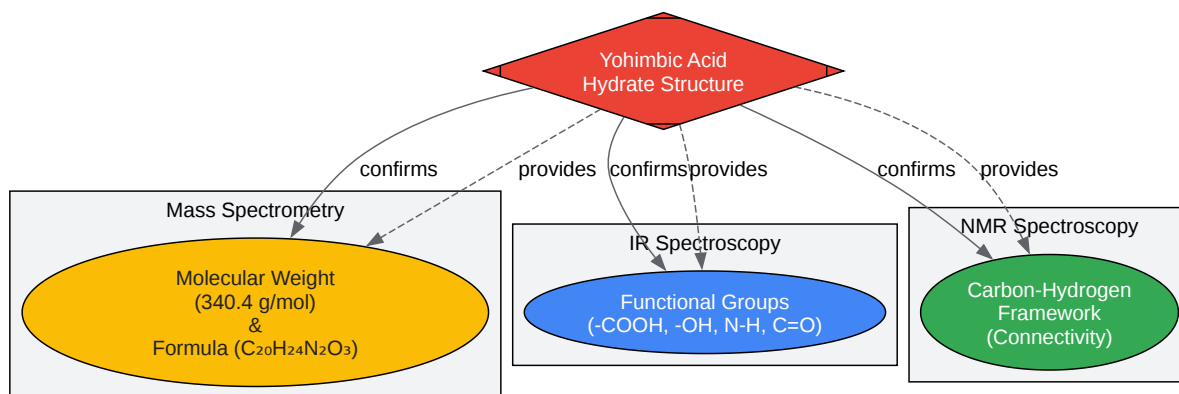 Yohimbic Acid
Hydrate Structure
confirms
provides
confirms
provides
confirms
provides
Mass Spectrometry
Molecular Weight
(340.4 g/mol)
&
Formula (C₂₀H₂₄N₂O₃)
IR Spectroscopy
Functional Groups
(-COOH, -OH, N-H, C=O)
NMR Spectroscopy
Carbon-Hydrogen
Framework
(Connectivity)